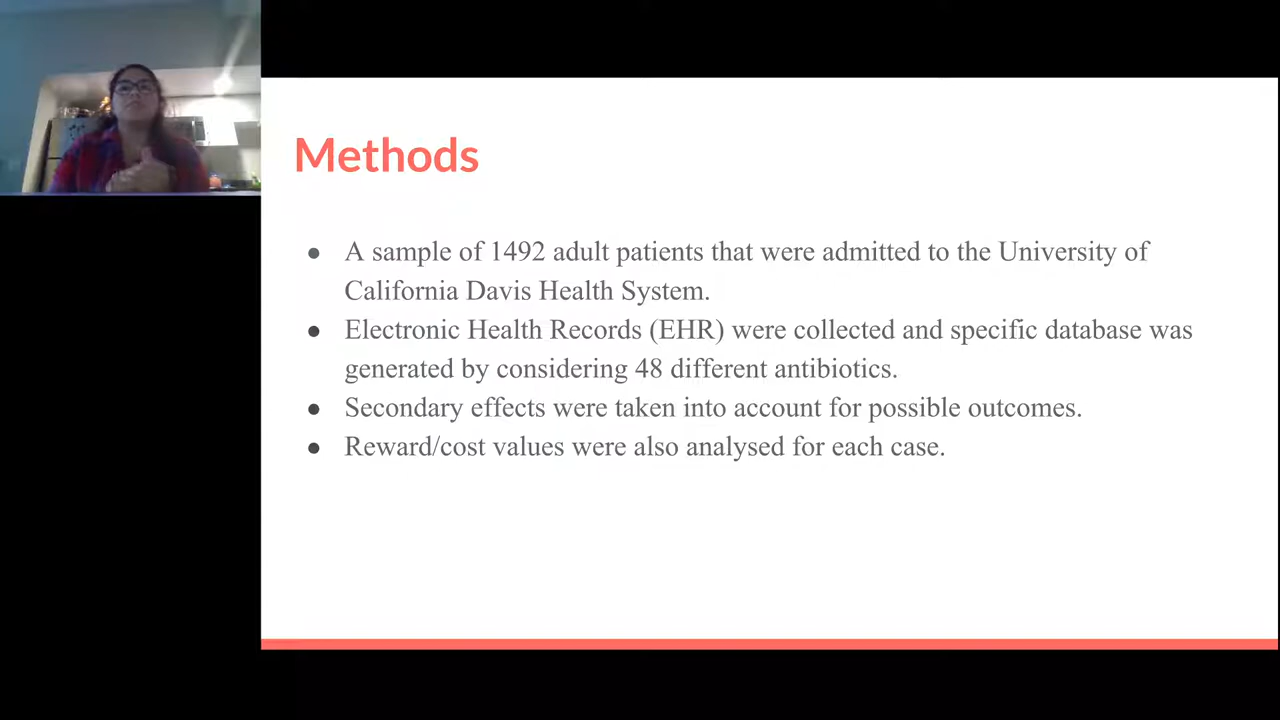 Methods
● A sample of 1492 adult patients that were admitted to the University of
California Davis Health System.
● Electronic Health Records (EHR) were collected and specific database was
generated by considering 48 different antibiotics.
● Secondary effects were taken into account for possible outcomes.
● Reward/cost values were also analysed for each case.